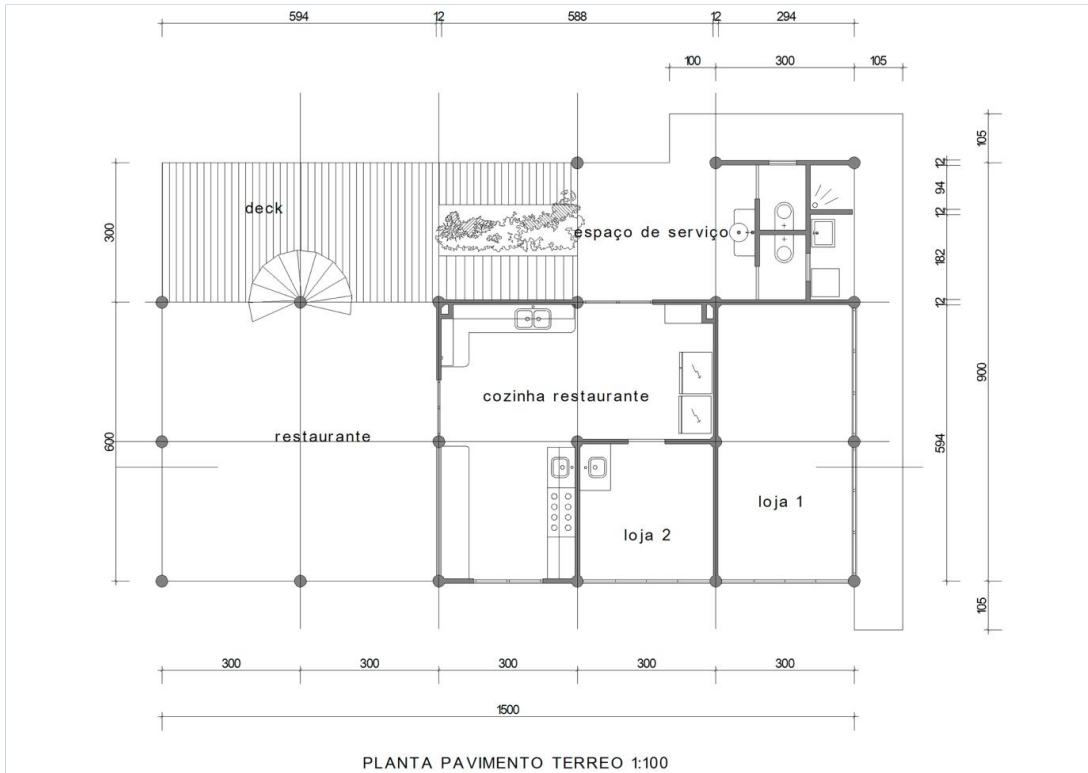 594 12 588 12 294
100 300 105
105
12
94
12
182
12
300
deck
espaço de serviço
900
600
594
cozinha restaurante
restaurante
loja 1
loja 2
105
300 300 300 300 300
1500
PLANTA PAVIMENTO TERREO 1:100